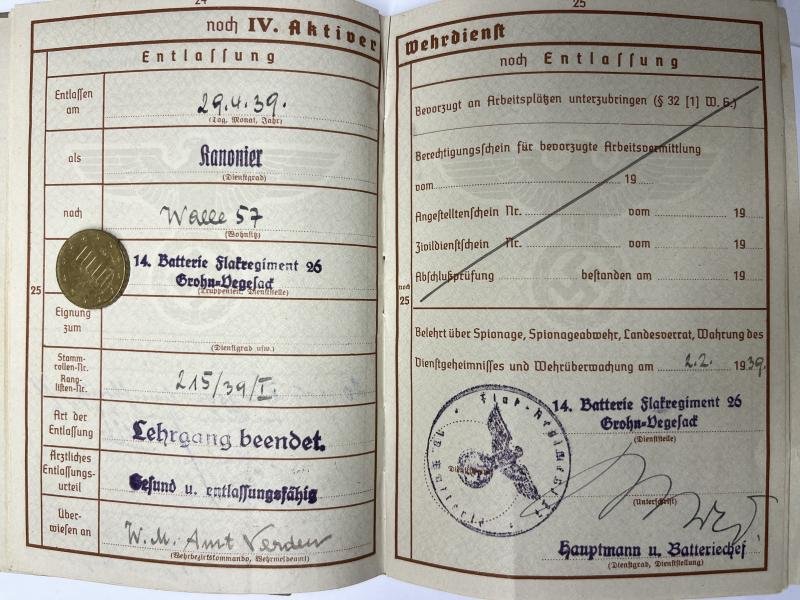 24
noch IV. Aktiver
Entlassung
Entlassen
am
29.4.39.
(Tag, Monat, Jahr)
als
Kanonier
(Dienstgrad)
nach
Walle 57
(Wohnsitz)
14. Batterie Flakregiment 26
Grohn-Vegesack
(Truppenteil, Dienststelle)
25
Eignung
zum
(Dienstgrad usw.)
Stamm-
rollen-Nr.
Rang-
listen-Nr.
215/39/I.
Art der
Entlassung
Lehrgang beendet.
Ärztliches
Entlassungs-
urteil
Gesund u. entlassungsfähig
Über-
wiesen an
W.M. Amt Verden
(Wehrbezirkskommando, Wehrmeldeamt)
25
Wehrdienst
noch Entlassung
Bevorzugt an Arbeitsplätzen unterzubringen (§ 32 [1] W.G.)
Berechtigungsschein für bevorzugte Arbeitsvermittlung
vom 19
Angestelltenschein Nr. vom 19
Zivildienstschein Nr. vom 19
Abschlußprüfung bestanden am 19
noch
25
Belehrt über Spionage, Spionageabwehr, Landesverrat, Wahrung des
Dienstgeheimnisses und Wehrüberwachung am 2.2. 1939.
14. Batterie Flakregiment 26
Grohn-Vegesack
(Dienststelle)
(Unterschrift)
Hauptmann u. Batteriechef
(Dienstgrad, Dienststellung)